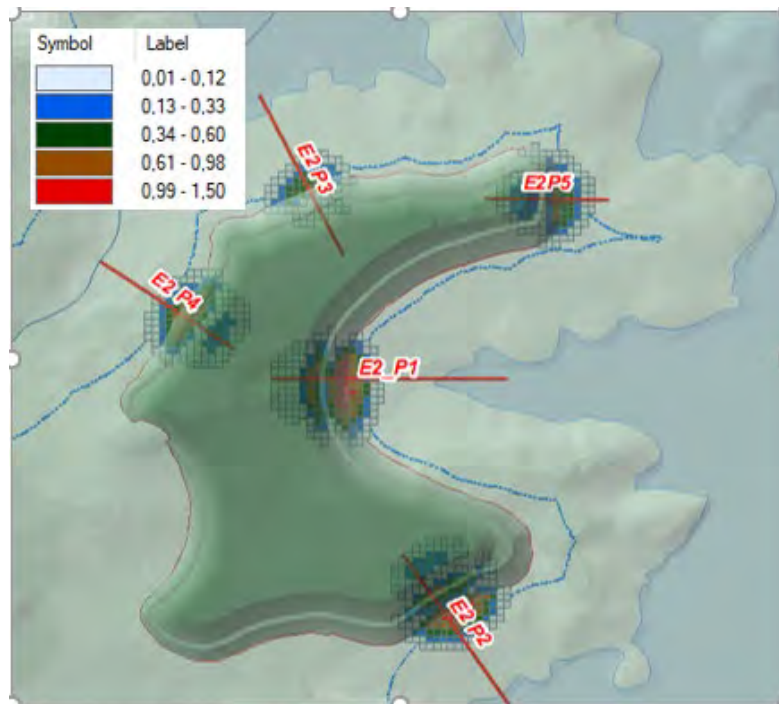 Symbol Label
0,01 - 0,12
0,13 - 0,33
0,34 - 0,60
0,61 - 0,98
0,99 - 1,50
E2_P3
E2P5
E2_P4
E2_P1
E2_P2